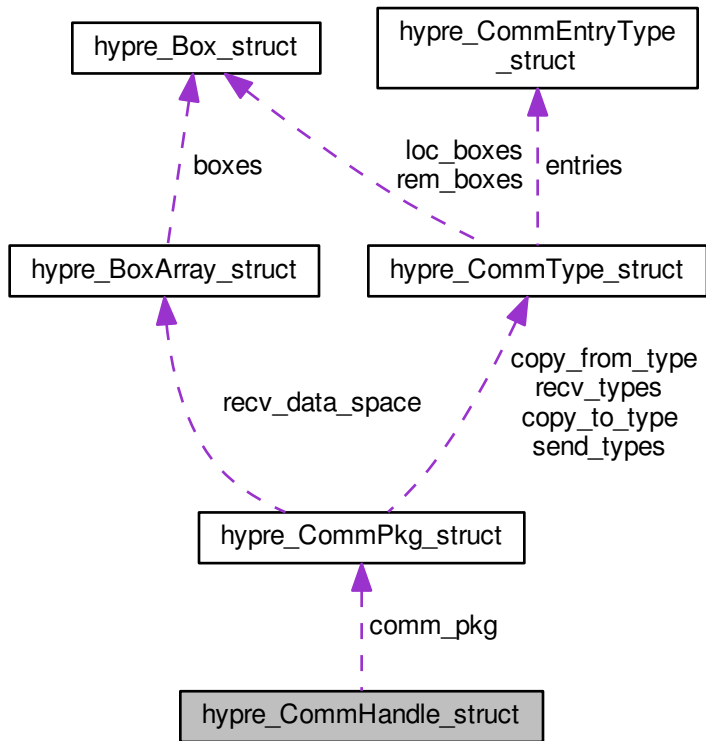 hypre_Box_struct
hypre_CommEntryType
_struct
boxes
loc_boxes
rem_boxes
entries
hypre_BoxArray_struct
hypre_CommType_struct
recv_data_space
copy_from_type
recv_types
copy_to_type
send_types
hypre_CommPkg_struct
comm_pkg
hypre_CommHandle_struct